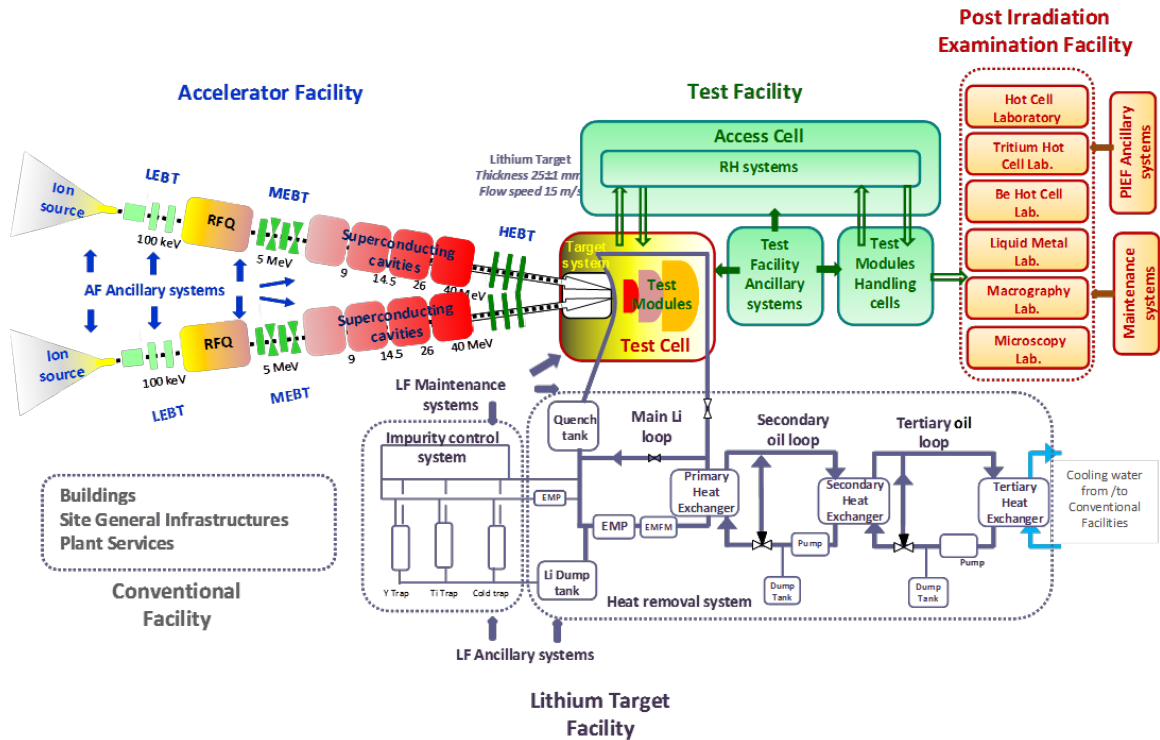 Post Irradiation
Examination Facility
Accelerator Facility
Test Facility
Hot Cell
Laboratory
Tritium Hot
Cell Lab.
Be Hot Cell
Lab.
Liquid Metal
Lab.
Macrography
Lab.
Microscopy
Lab.
PIEF Ancillary
systems
Maintenance
systems
Access Cell
RH systems
Lithium Target
Thickness 25±1 mm
Flow speed 15 m/s
Ion
source
LEBT
100 keV
RFQ
MEBT
5 MeV
Superconducting
cavities
9
14.5
26
40 MeV
HEBT
AF Ancillary systems
Ion
source
100 keV
LEBT
RFQ
5 MeV
MEBT
Superconducting
cavities
9
14.5
26
40 MeV
Target
system
Test
Modules
Test Cell
Test
Facility
Ancillary
systems
Test
Modules
Handling
cells
LF Maintenance
systems
Impurity control
system
EMP
Y Trap
Ti Trap
Cold trap
Quench
tank
Main Li
loop
Secondary
oil loop
Tertiary oil
loop
Primary
Heat
Exchanger
Secondary
Heat
Exchanger
Tertiary
Heat
Exchanger
Cooling water
from /to
Conventional
Facilities
EMP
EMFM
Pump
Pump
Dump
Tank
Dump
Tank
Li Dump
tank
Heat removal system
LF Ancillary systems
Buildings
Site General Infrastructures
Plant Services
Conventional
Facility
Lithium Target
Facility